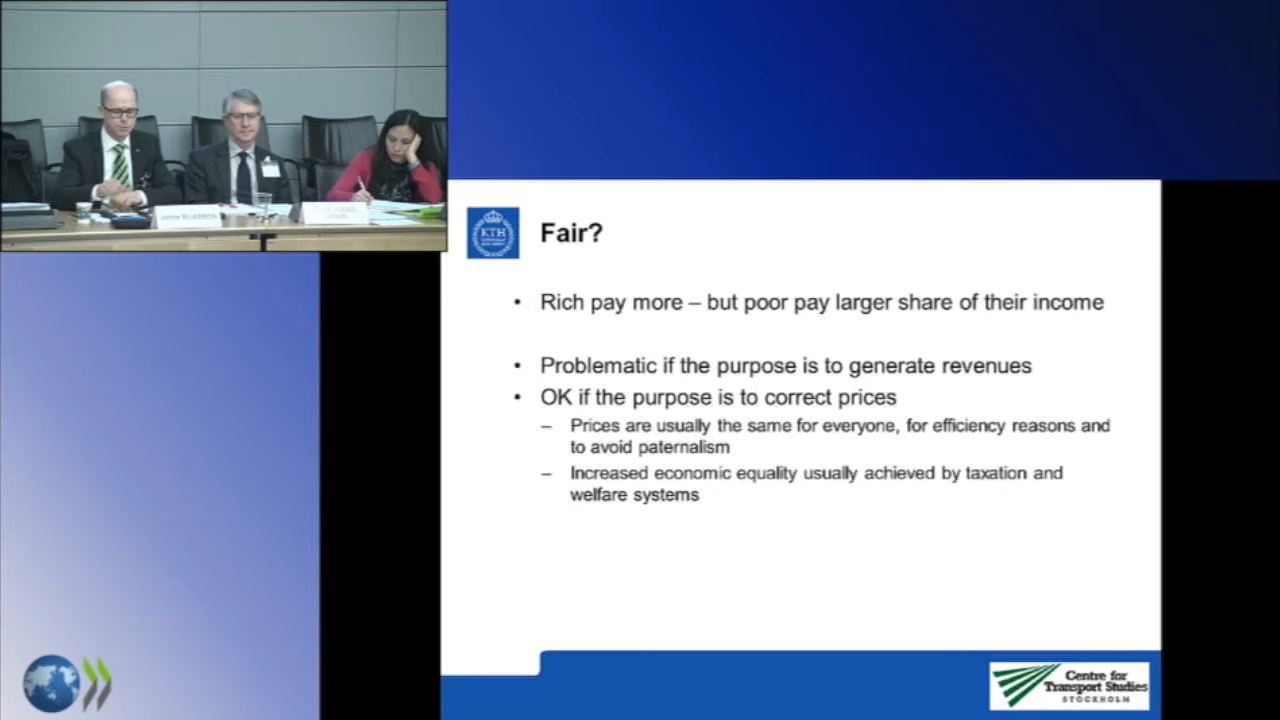 Jonas ELIASSON
KTH
Fair?
• Rich pay more – but poor pay larger share of their income
• Problematic if the purpose is to generate revenues
• OK if the purpose is to correct prices
– Prices are usually the same for everyone, for efficiency reasons and
to avoid paternalism
– Increased economic equality usually achieved by taxation and
welfare systems
Centre for
Transport Studies
STOCKHOLM